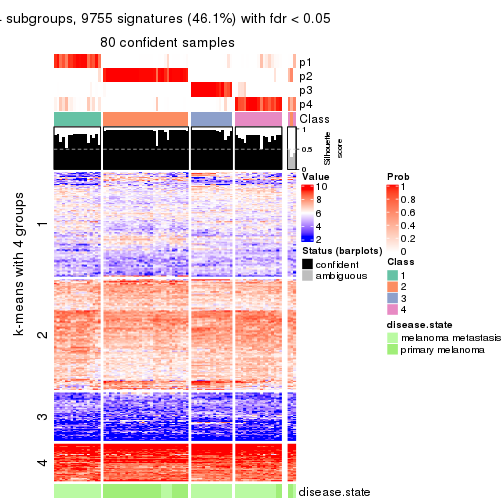 subgroups, 9755 signatures (46.1%) with fdr < 0.05
80 confident samples
p1
p2
p3
p4
Class
1
0.5
0
Silhouette
score
k-means with 4 groups
1
2
3
4
disease.state
Value
10
8
6
4
2
Status (barplots)
confident
ambiguous
Prob
1
0.8
0.6
0.4
0.2
0
Class
1
2
3
4
disease.state
melanoma metastasis
primary melanoma